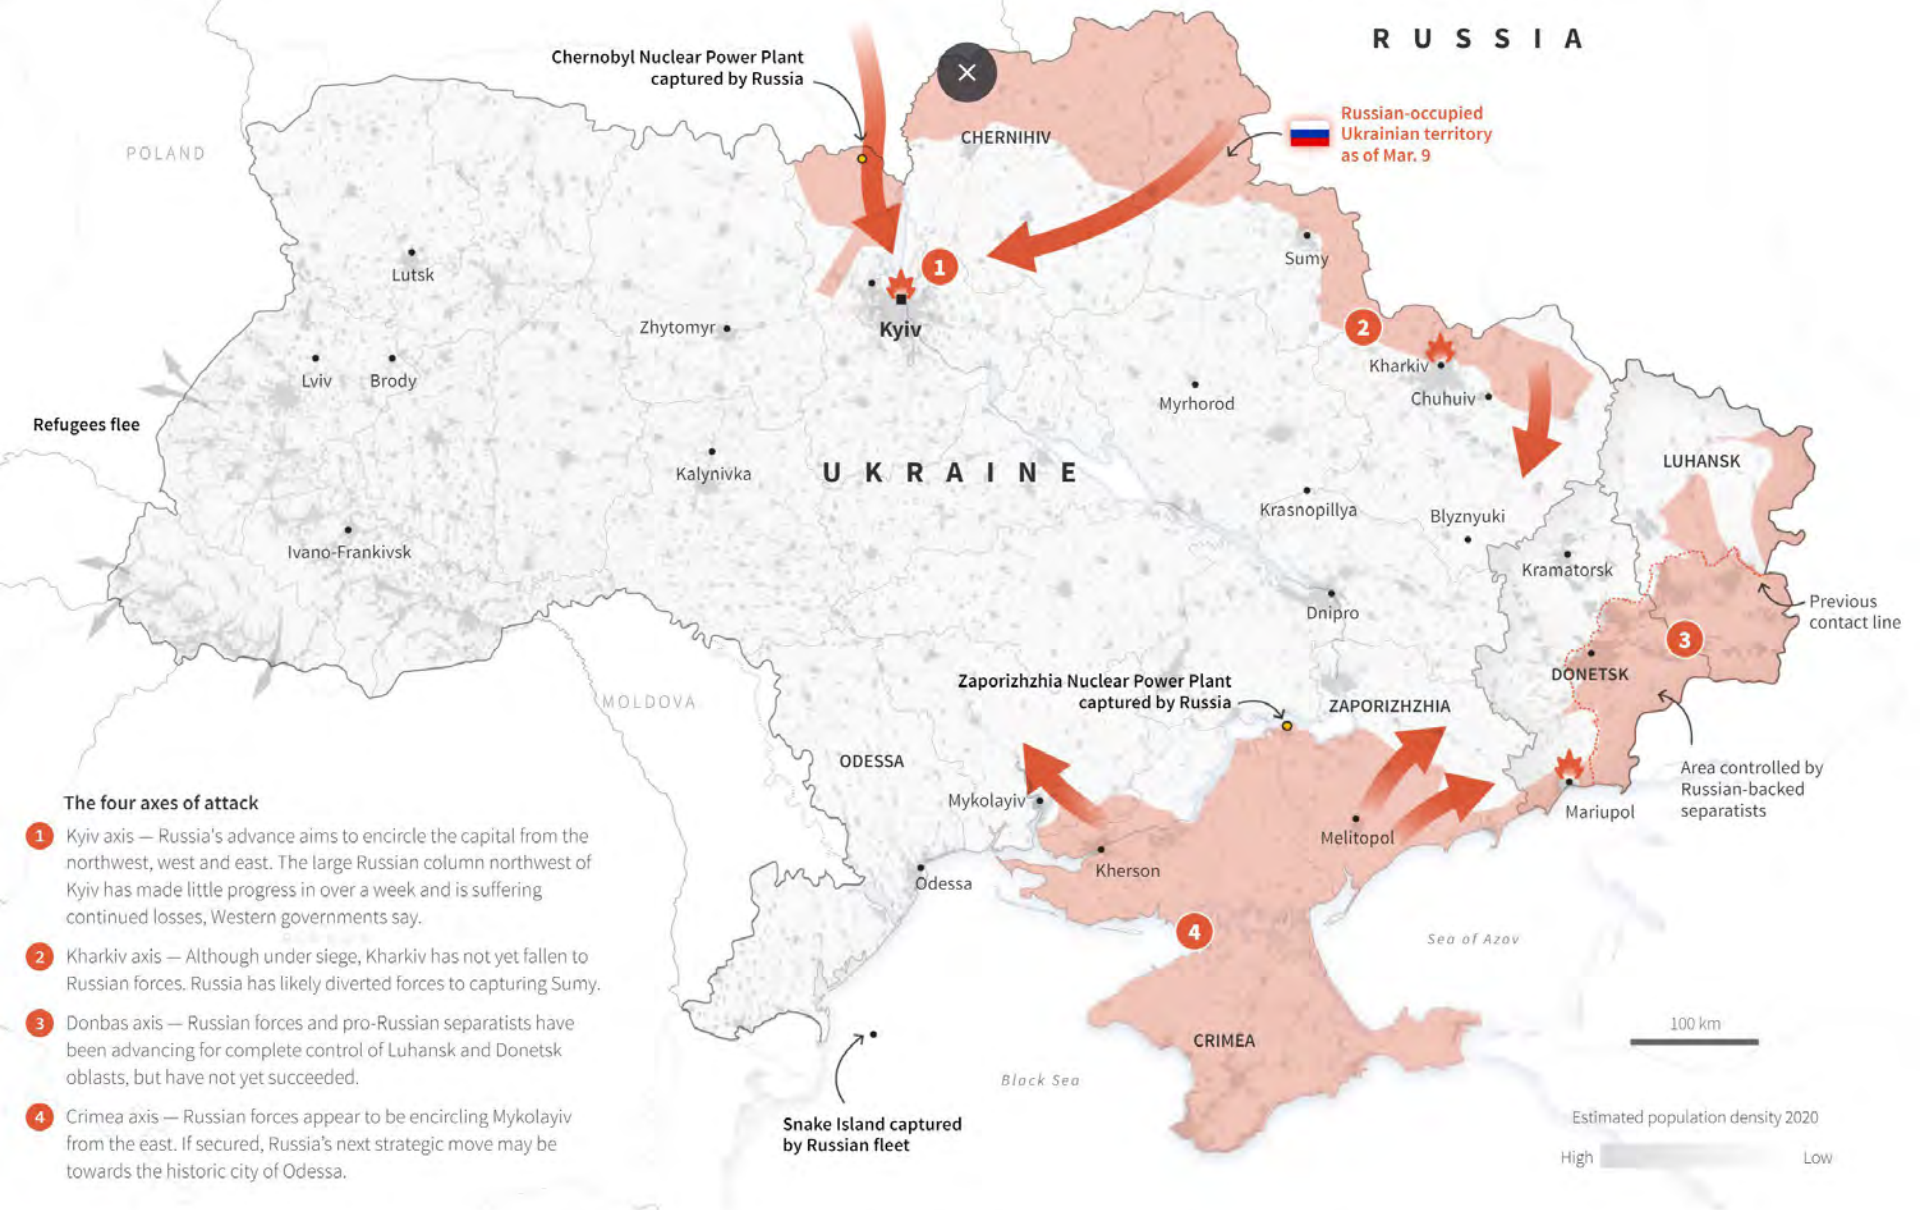 RUSSIA
Chernobyl Nuclear Power Plant
captured by Russia
Russian-occupied
Ukrainian territory
as of Mar. 9
CHERNIHIV
POLAND
Sumy
Lutsk
1
Zhytomyr
Kyiv
2
Kharkiv
Lviv
Brody
Chuhuiv
Myrhorod
Refugees flee
LUHANSK
Kalynivka
UKRAINE
Krasnopillya
Blyznyuki
Ivano-Frankivsk
Kramatorsk
Dnipro
Previous
contact line
3
DONETSK
Zaporizhzhia Nuclear Power Plant
captured by Russia
MOLDOVA
ZAPORIZHZHIA
ODESSA
Area controlled by
Russian-backed
separatists
Mykolayiv
Mariupol
Melitopol
Kherson
Odessa
4
Sea of Azov
CRIMEA
Black Sea
100 km
Snake Island captured
by Russian fleet
The four axes of attack
1 Kyiv axis — Russia's advance aims to encircle the capital from the
northwest, west and east. The large Russian column northwest of
Kyiv has made little progress in over a week and is suffering
continued losses, Western governments say.
2 Kharkiv axis — Although under siege, Kharkiv has not yet fallen to
Russian forces. Russia has likely diverted forces to capturing Sumy.
3 Donbas axis — Russian forces and pro-Russian separatists have
been advancing for complete control of Luhansk and Donetsk
oblasts, but have not yet succeeded.
4 Crimea axis — Russian forces appear to be encircling Mykolayiv
from the east. If secured, Russia's next strategic move may be
towards the historic city of Odessa.
Estimated population density 2020
High
Low